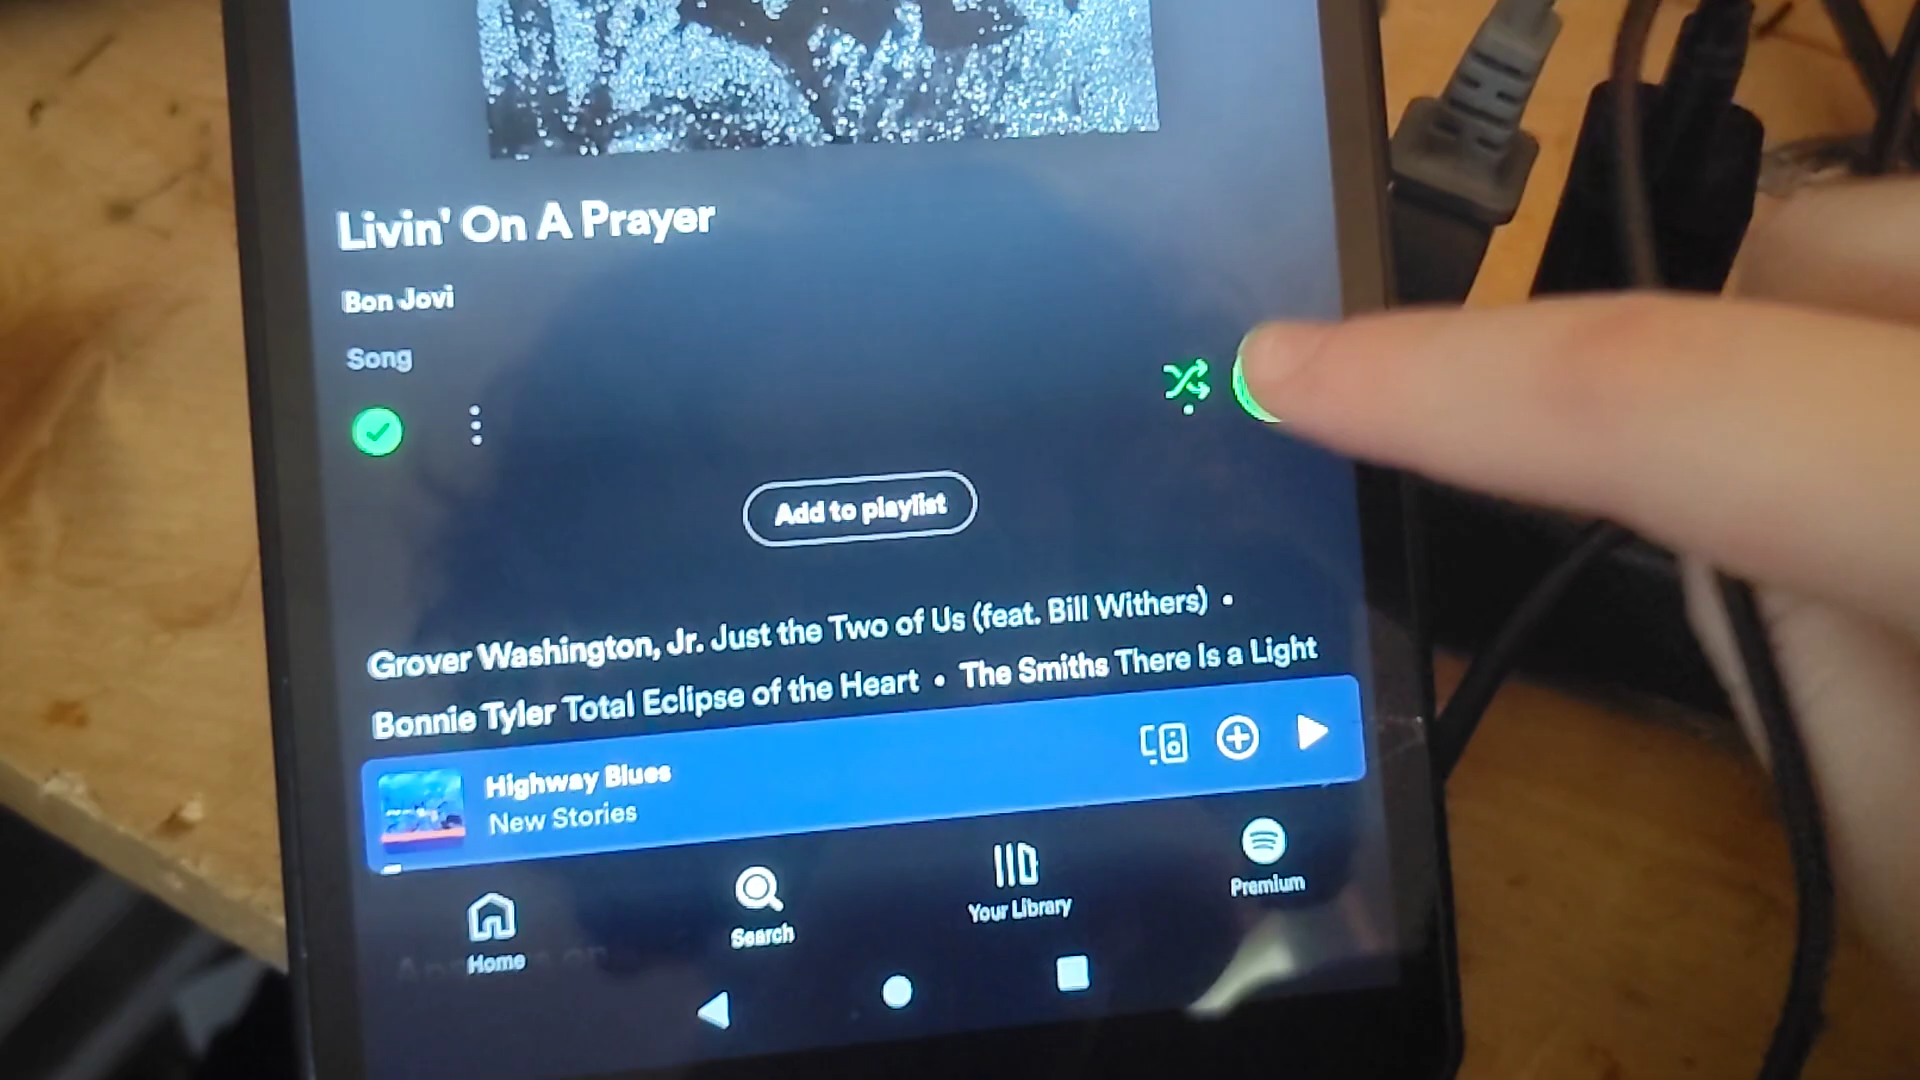 Livin' On A Prayer
Bon Jovi
Song
Add to playlist
Grover Washington, Jr. Just the Two of Us (feat. Bill Withers) •
Bonnie Tyler Total Eclipse of the Heart • The Smiths There Is a Light
Highway Blues
New Stories
Home
Search
Your Library
Premium